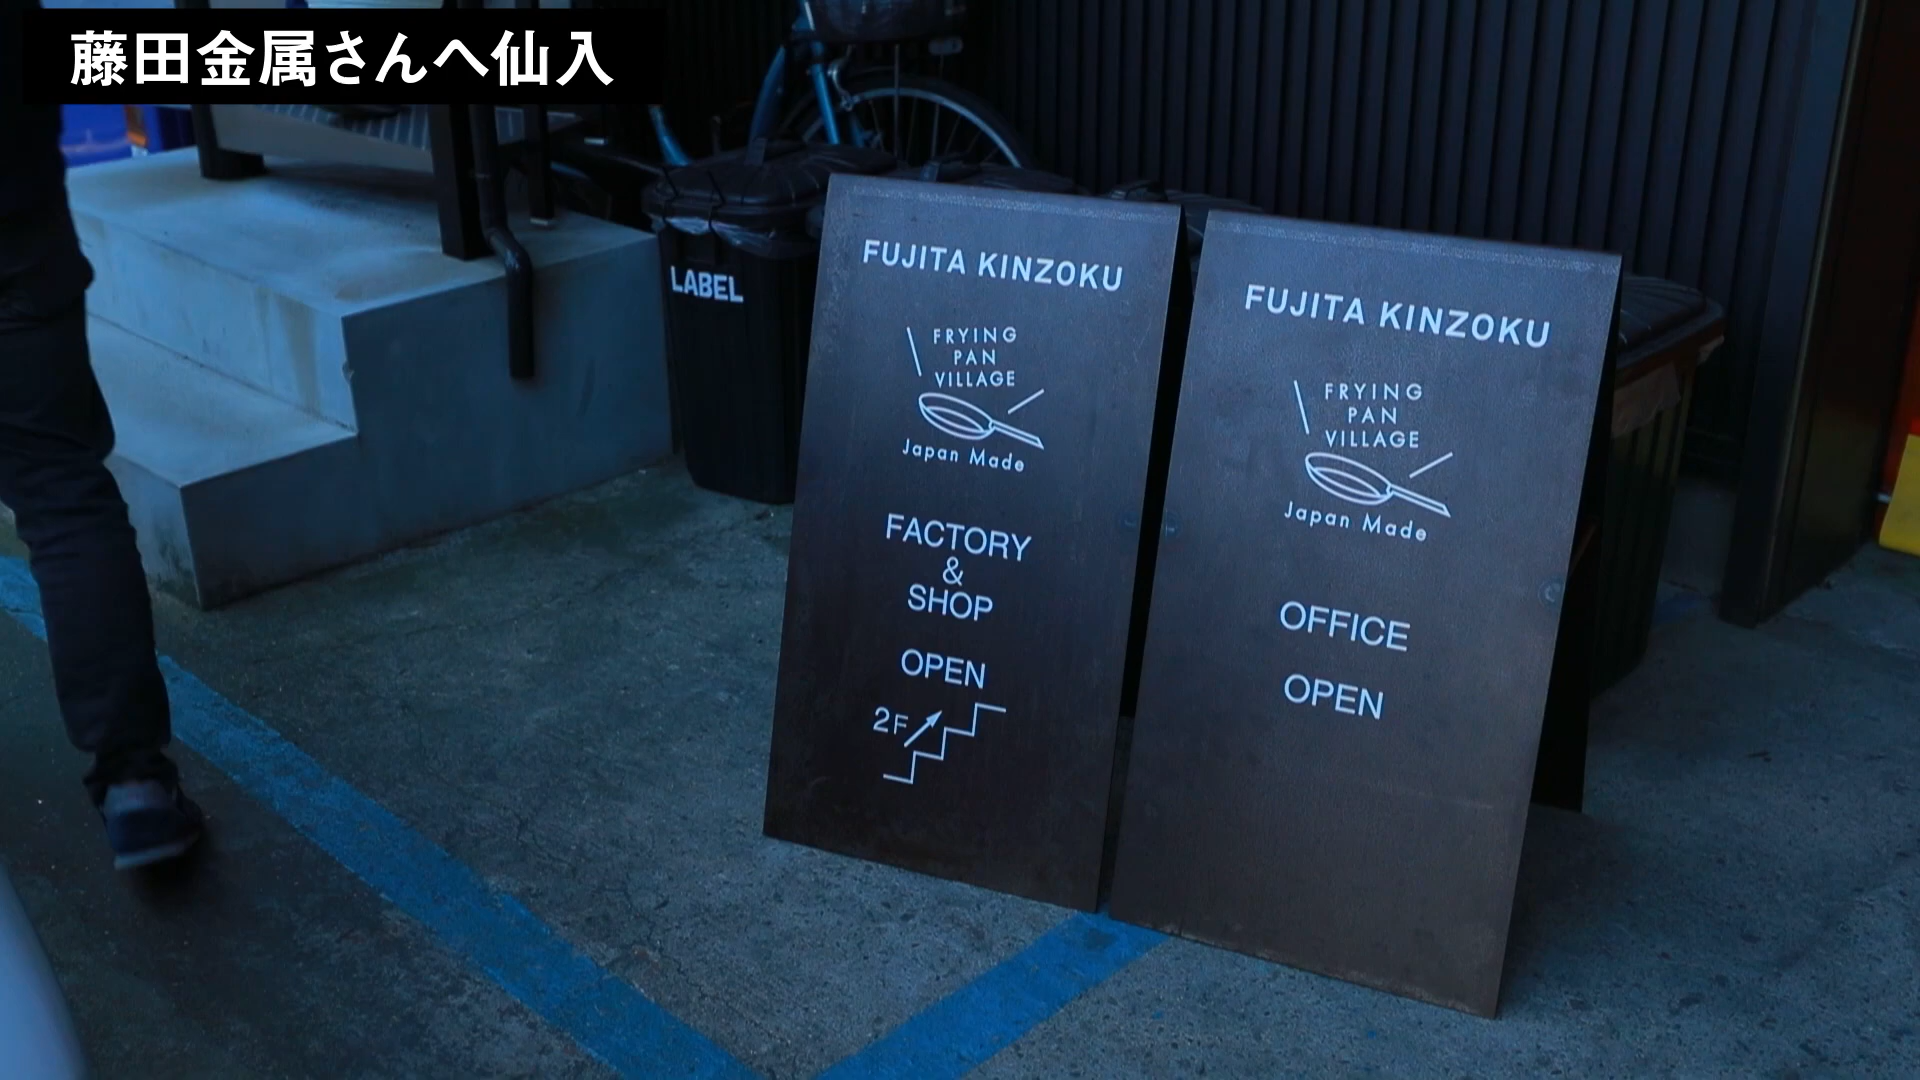 藤田金属さんへ仙入
LABEL
FUJITA KINZOKU
FRYING
PAN
VILLAGE
Japan Made
FACTORY
&
SHOP
OPEN
2F
FUJITA KINZOKU
FRYING
PAN
VILLAGE
Japan Made
OFFICE
OPEN